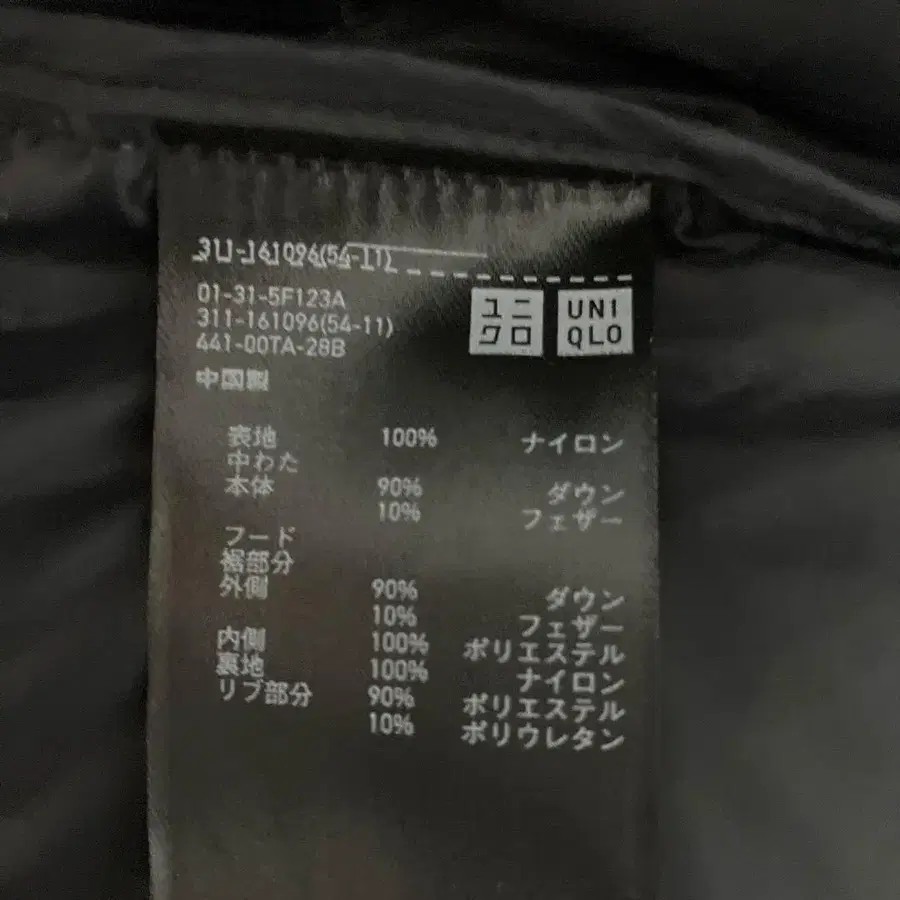 311-161096(54-11)
ユニ
クロ
UNI
QLO
01-31-5F123A
311-161096(54-11)
441-00TA-28B
中国製
表地 100% ナイロン
中わた
本体 90% ダウン
10% フェザー
フード
裾部分
外側 90% ダウン
10% フェザー
内側 100% ポリエステル
裏地 100% ナイロン
リブ部分 90% ポリエステル
10% ポリウレタン